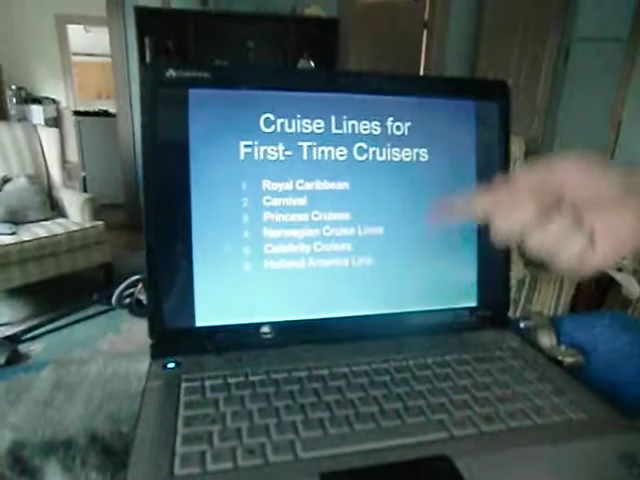 Cruise Lines for
First- Time Cruisers
1 Royal Caribbean
2 Carnival
3 Princess Cruises
4 Norwegian Cruise Lines
5 Celebrity Cruises
6 Holland America Line